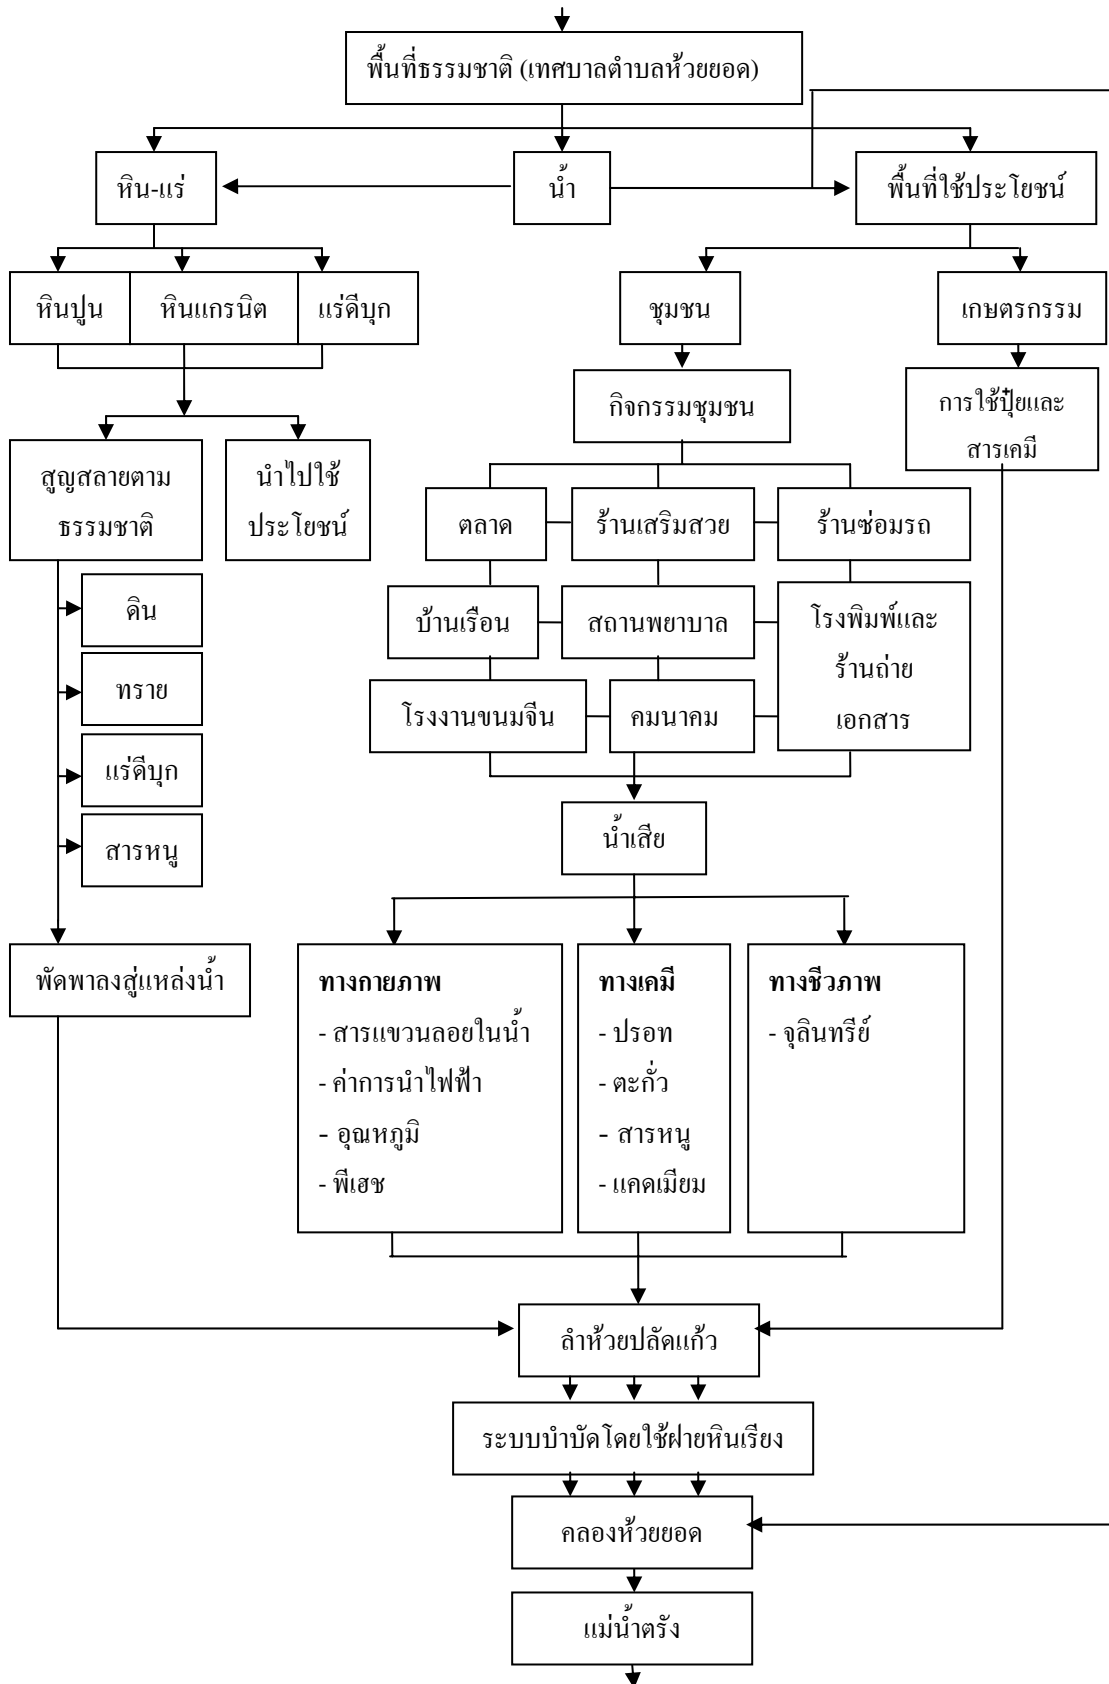 พื้นที่ธรรมชาติ (เทศบาลตำบลห้วยยอด)
หิน-แร่
น้ำ
พื้นที่ใช้ประโยชน์
หินปูน
หินแกรนิต
แร่ดีบุก
ชุมชน
เกษตรกรรม
กิจกรรมชุมชน
การใช้ปุ๋ยและ
สารเคมี
สูญสลายตาม
ธรรมชาติ
นำไปใช้
ประโยชน์
ตลาด
ร้านเสริมสวย
ร้านซ่อมรถ
ดิน
ทราย
แร่ดีบุก
สารหนู
บ้านเรือน
สถานพยาบาล
โรงพิมพ์และ
ร้านถ่าย
เอกสาร
โรงงานขนมจีน
คมนาคม
น้ำเสีย
พัดพาลงสู่แหล่งน้ำ
ทางกายภาพ
- สารแขวนลอยในน้ำ
- ค่าการนำไฟฟ้า
- อุณหภูมิ
- พีเฮช
ทางเคมี
- ปรอท
- ตะกั่ว
- สารหนู
- แคดเมียม
ทางชีวภาพ
- จุลินทรีย์
ลำห้วยปลัดแก้ว
ระบบบำบัดโดยใช้ฝายหินเรียง
คลองห้วยยอด
แม่น้ำตรัง